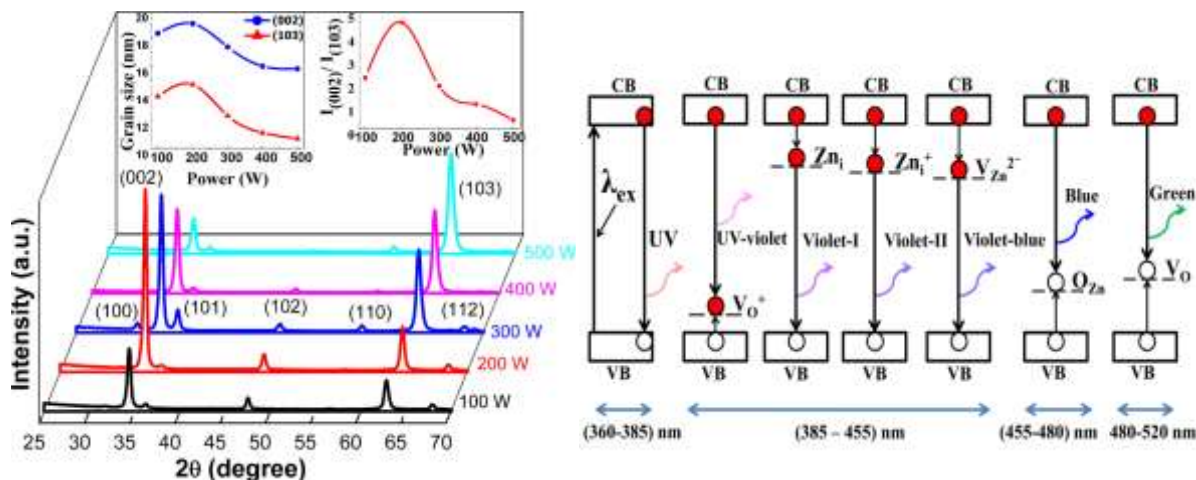 20
18
16
14
12
10
Grain size (nm)
(002)
(103)
100 200 300 400 500
Power (W)
5
4
3
2
1
0
I(002)/ I(103)
100 200 300 400 500
Power (W)
(002)
(103)
500 W
400 W
(100)
(101)
(102)
(110)
(112)
300 W
200 W
100 W
Intensity (a.u.)
25 30 35 40 45 50 55 60 65 70
2θ (degree)
CB CB CB CB CB CB CB
Zni
Zni+
VZn2−
λex
Blue
Green
UV
UV-violet
Violet-I
Violet-II
Violet-blue
VO+
OZn
VO
VB VB VB VB VB VB VB
(360-385) nm
(385 – 455) nm
(455-480) nm
480-520 nm